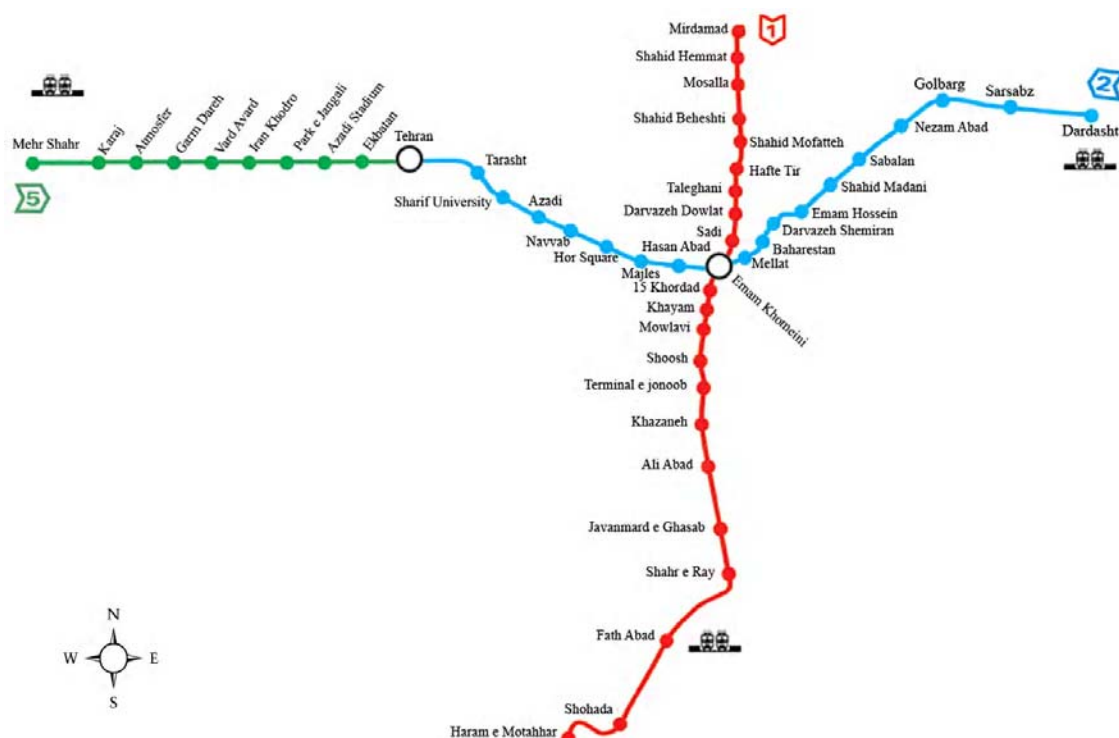 Mirdamad
1
Shahid Hemmat
Mosalla
Shahid Beheshti
Shahid Mofatteh
Hafte Tir
Taleghani
Darvazeh Dowlat
Sadi
Emam Khomeini
15 Khordad
Khayam
Mowlavi
Shoosh
Terminal e jonoob
Khazaneh
Ali Abad
Javanmard e Ghasab
Shahr e Ray
Fath Abad
Shohada
Haram e Motahhar
Mehr Shahr
5
Karaj
Atmosfer
Garm Dareh
Vard Avard
Iran Khodro
Park e Jangali
Azadi Stadium
Ekbatan
Tehran
Tarasht
Sharif University
Azadi
Navvab
Hor Square
Majles
Hasan Abad
Mellat
Baharestan
Darvazeh Shemiran
Emam Hossein
Shahid Madani
Sabalan
Nezam Abad
Golbarg
Sarsabz
2
Dardasht
N
W
E
S